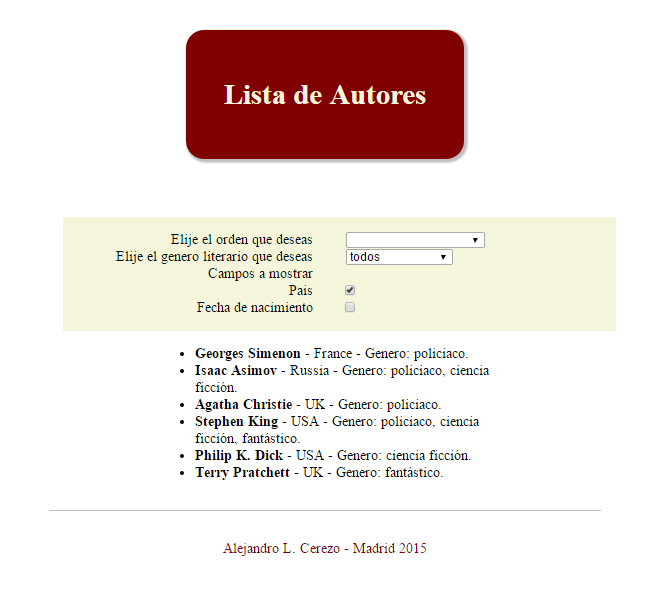 Lista de Autores
Elije el orden que deseas
Elije el genero literario que deseas todos
Campos a mostrar
Pais
Fecha de nacimiento
Georges Simenon - France - Genero: policiaco.
Isaac Asimov - Russia - Genero: policiaco, ciencia
ficción.
Agatha Christie - UK - Genero: policiaco.
Stephen King - USA - Genero: policiaco, ciencia
ficción, fantástico.
Philip K. Dick - USA - Genero: ciencia ficción.
Terry Pratchett - UK - Genero: fantástico.
Alejandro L. Cerezo - Madrid 2015